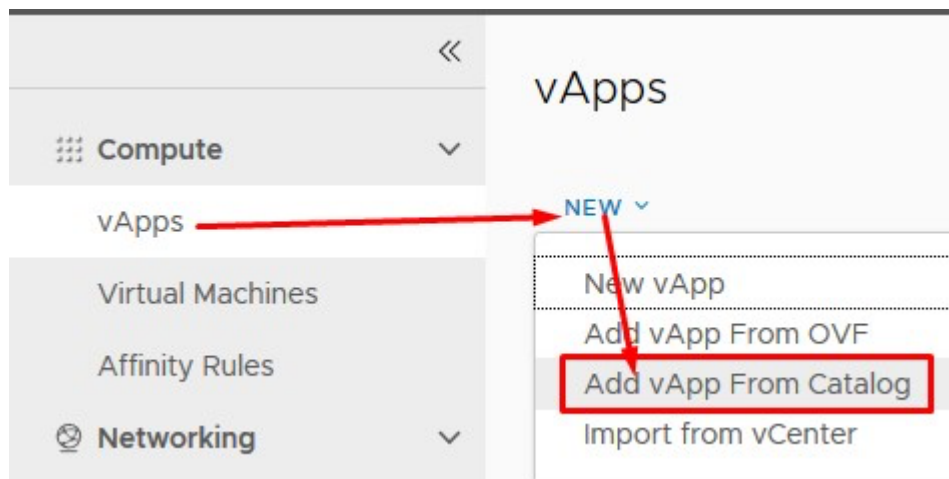 Compute
vApps
Virtual Machines
Affinity Rules
Networking
vApps
NEW
New vApp
Add vApp From OVF
Add vApp From Catalog
Import from vCenter